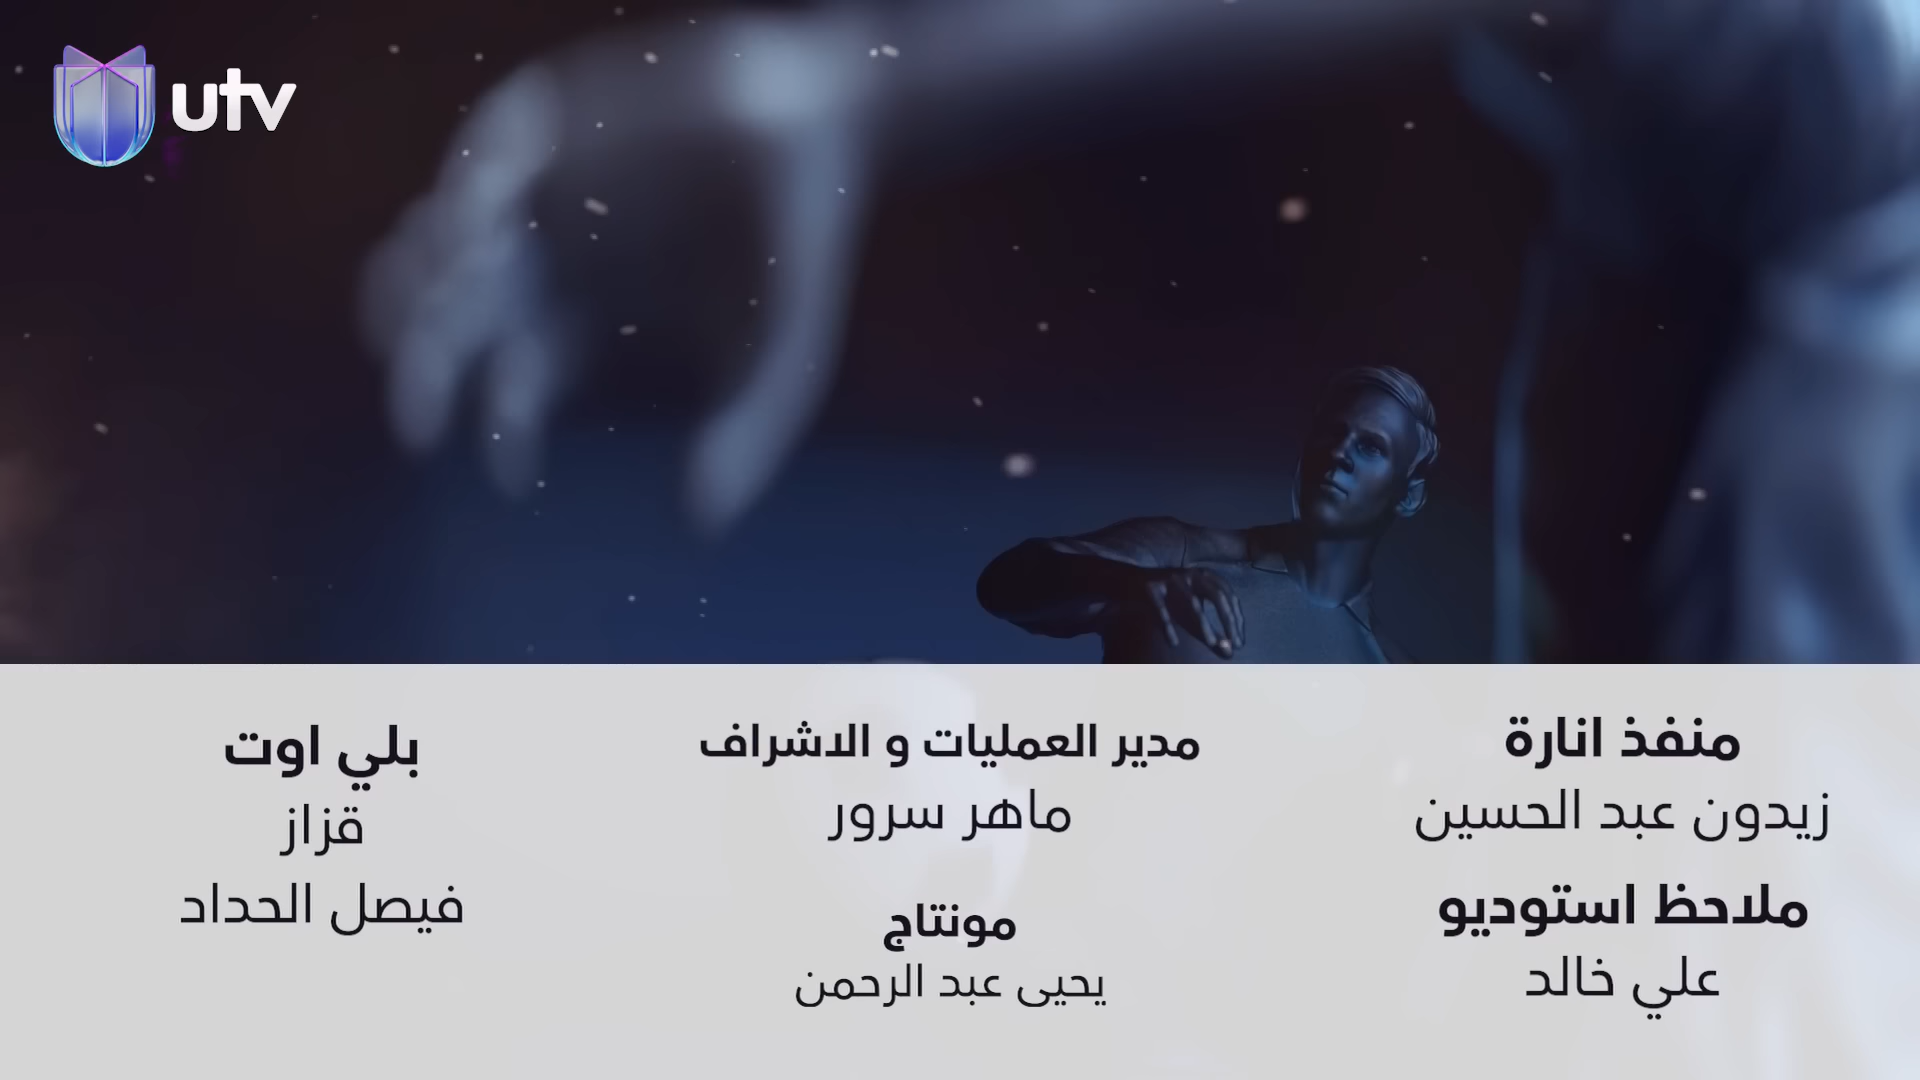 utv
منفذ انارة
زيدون عبد الحسين
ملاحظ استوديو
علي خالد
مدير العمليات و الاشراف
ماهر سرور
مونتاج
يحيى عبد الرحمن
بلي اوت
قزاز
فيصل الحداد